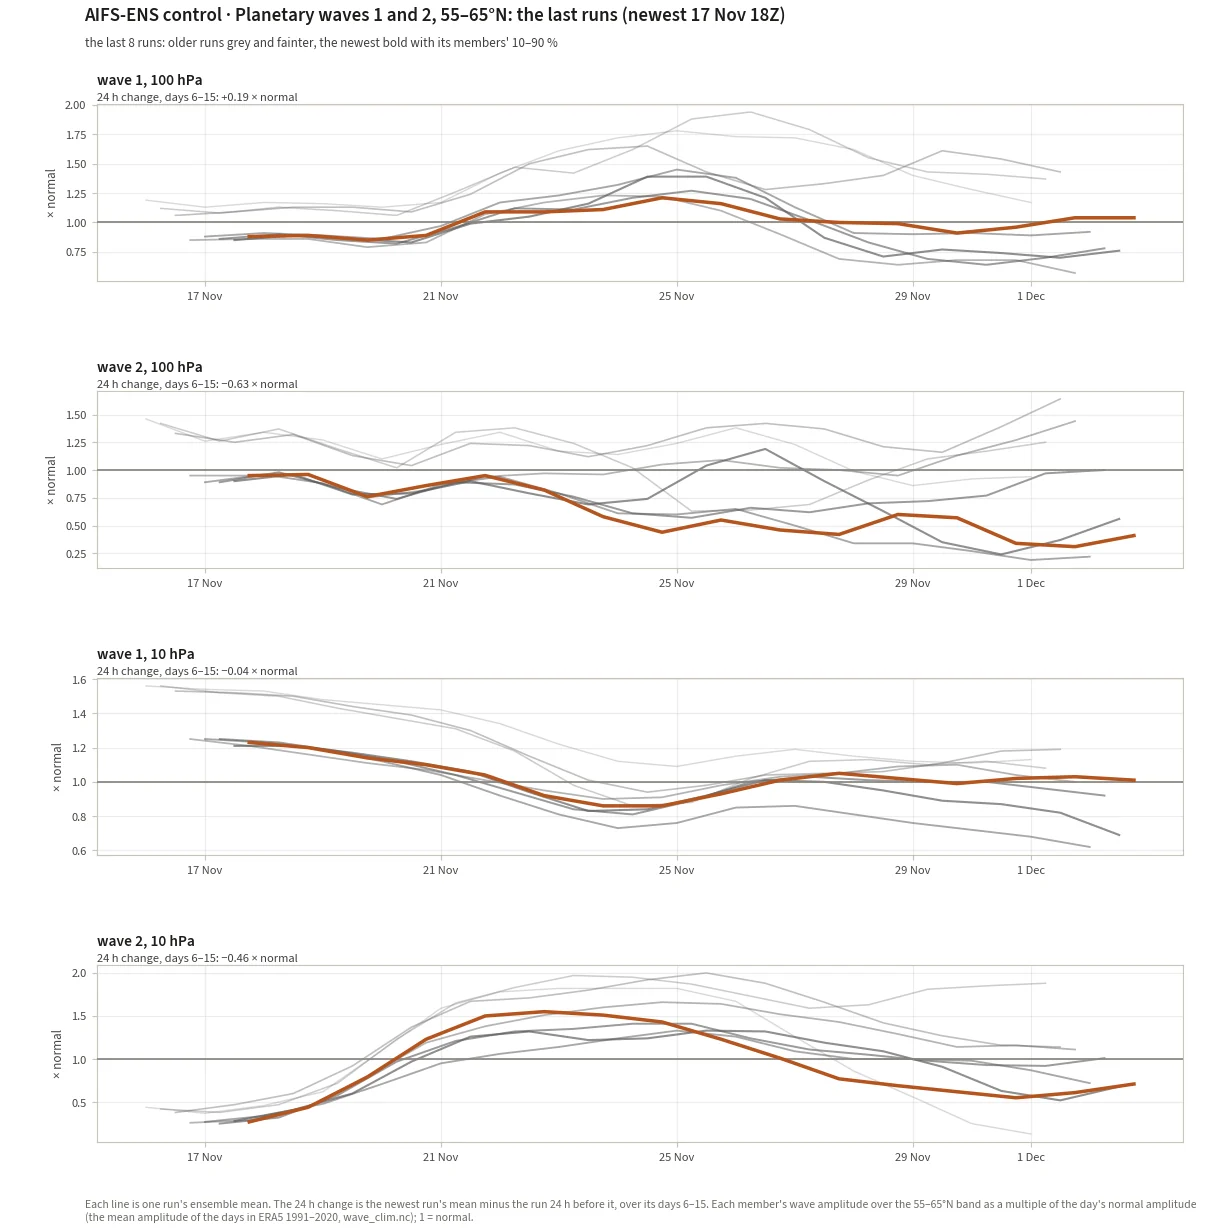 AIFS-ENS control · Planetary waves 1 and 2, 55–65°N: the last runs (newest 17 Nov 18Z)
the last 8 runs: older runs grey and fainter, the newest bold with its members' 10–90 %
wave 1, 100 hPa
24 h change, days 6–15: +0.19 × normal
2.00
1.75
1.50
1.25
1.00
0.75
× normal
17 Nov
21 Nov
25 Nov
29 Nov
1 Dec
wave 2, 100 hPa
24 h change, days 6–15: −0.63 × normal
1.50
1.25
1.00
0.75
0.50
0.25
× normal
17 Nov
21 Nov
25 Nov
29 Nov
1 Dec
wave 1, 10 hPa
24 h change, days 6–15: −0.04 × normal
1.6
1.4
1.2
1.0
0.8
0.6
× normal
17 Nov
21 Nov
25 Nov
29 Nov
1 Dec
wave 2, 10 hPa
24 h change, days 6–15: −0.46 × normal
2.0
1.5
1.0
0.5
× normal
17 Nov
21 Nov
25 Nov
29 Nov
1 Dec
Each line is one run's ensemble mean. The 24 h change is the newest run's mean minus the run 24 h before it, over its days 6–15. Each member's wave amplitude over the 55–65°N band as a multiple of the day's normal amplitude
(the mean amplitude of the days in ERA5 1991–2020, wave_clim.nc); 1 = normal.